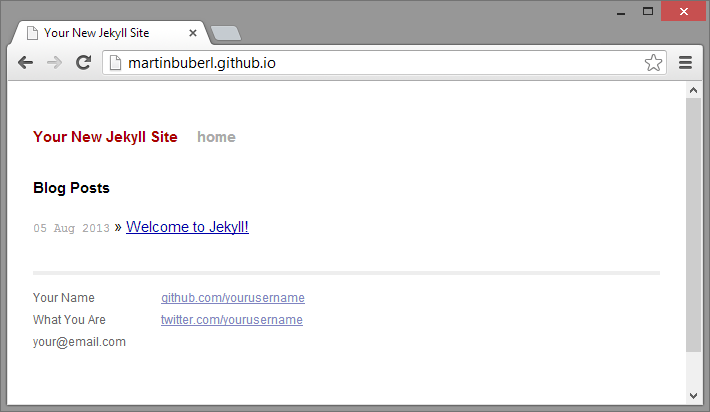 Your New Jekyll Site
martinbuberl.github.io
Your New Jekyll Site home
Blog Posts
05 Aug 2013 » Welcome to Jekyll!
Your Name github.com/yourusername
What You Are twitter.com/yourusername
your@email.com